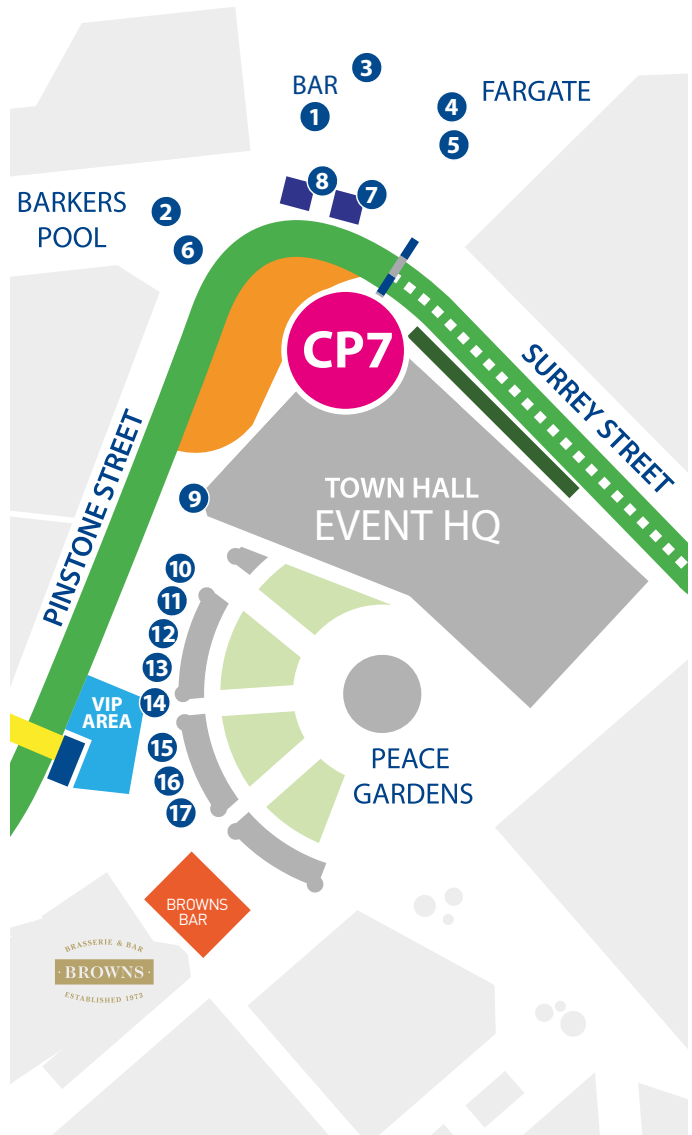 3
BAR
4
FARGATE
1
5
8
7
BARKERS
POOL
2
6
CP7
SURREY STREET
PINSTONE STREET
TOWN HALL
EVENT HQ
9
10
11
12
13
14
VIP
AREA
15
16
17
PEACE
GARDENS
BROWNS
BAR
BRASSERIE & BAR
· BROWNS ·
ESTABLISHED 1973